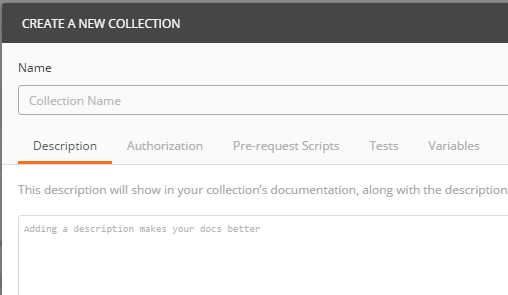 CREATE A NEW COLLECTION
Name
Collection Name
Description Authorization Pre-request Scripts Tests Variables
This description will show in your collection's documentation, along with the description
Adding a description makes your docs better